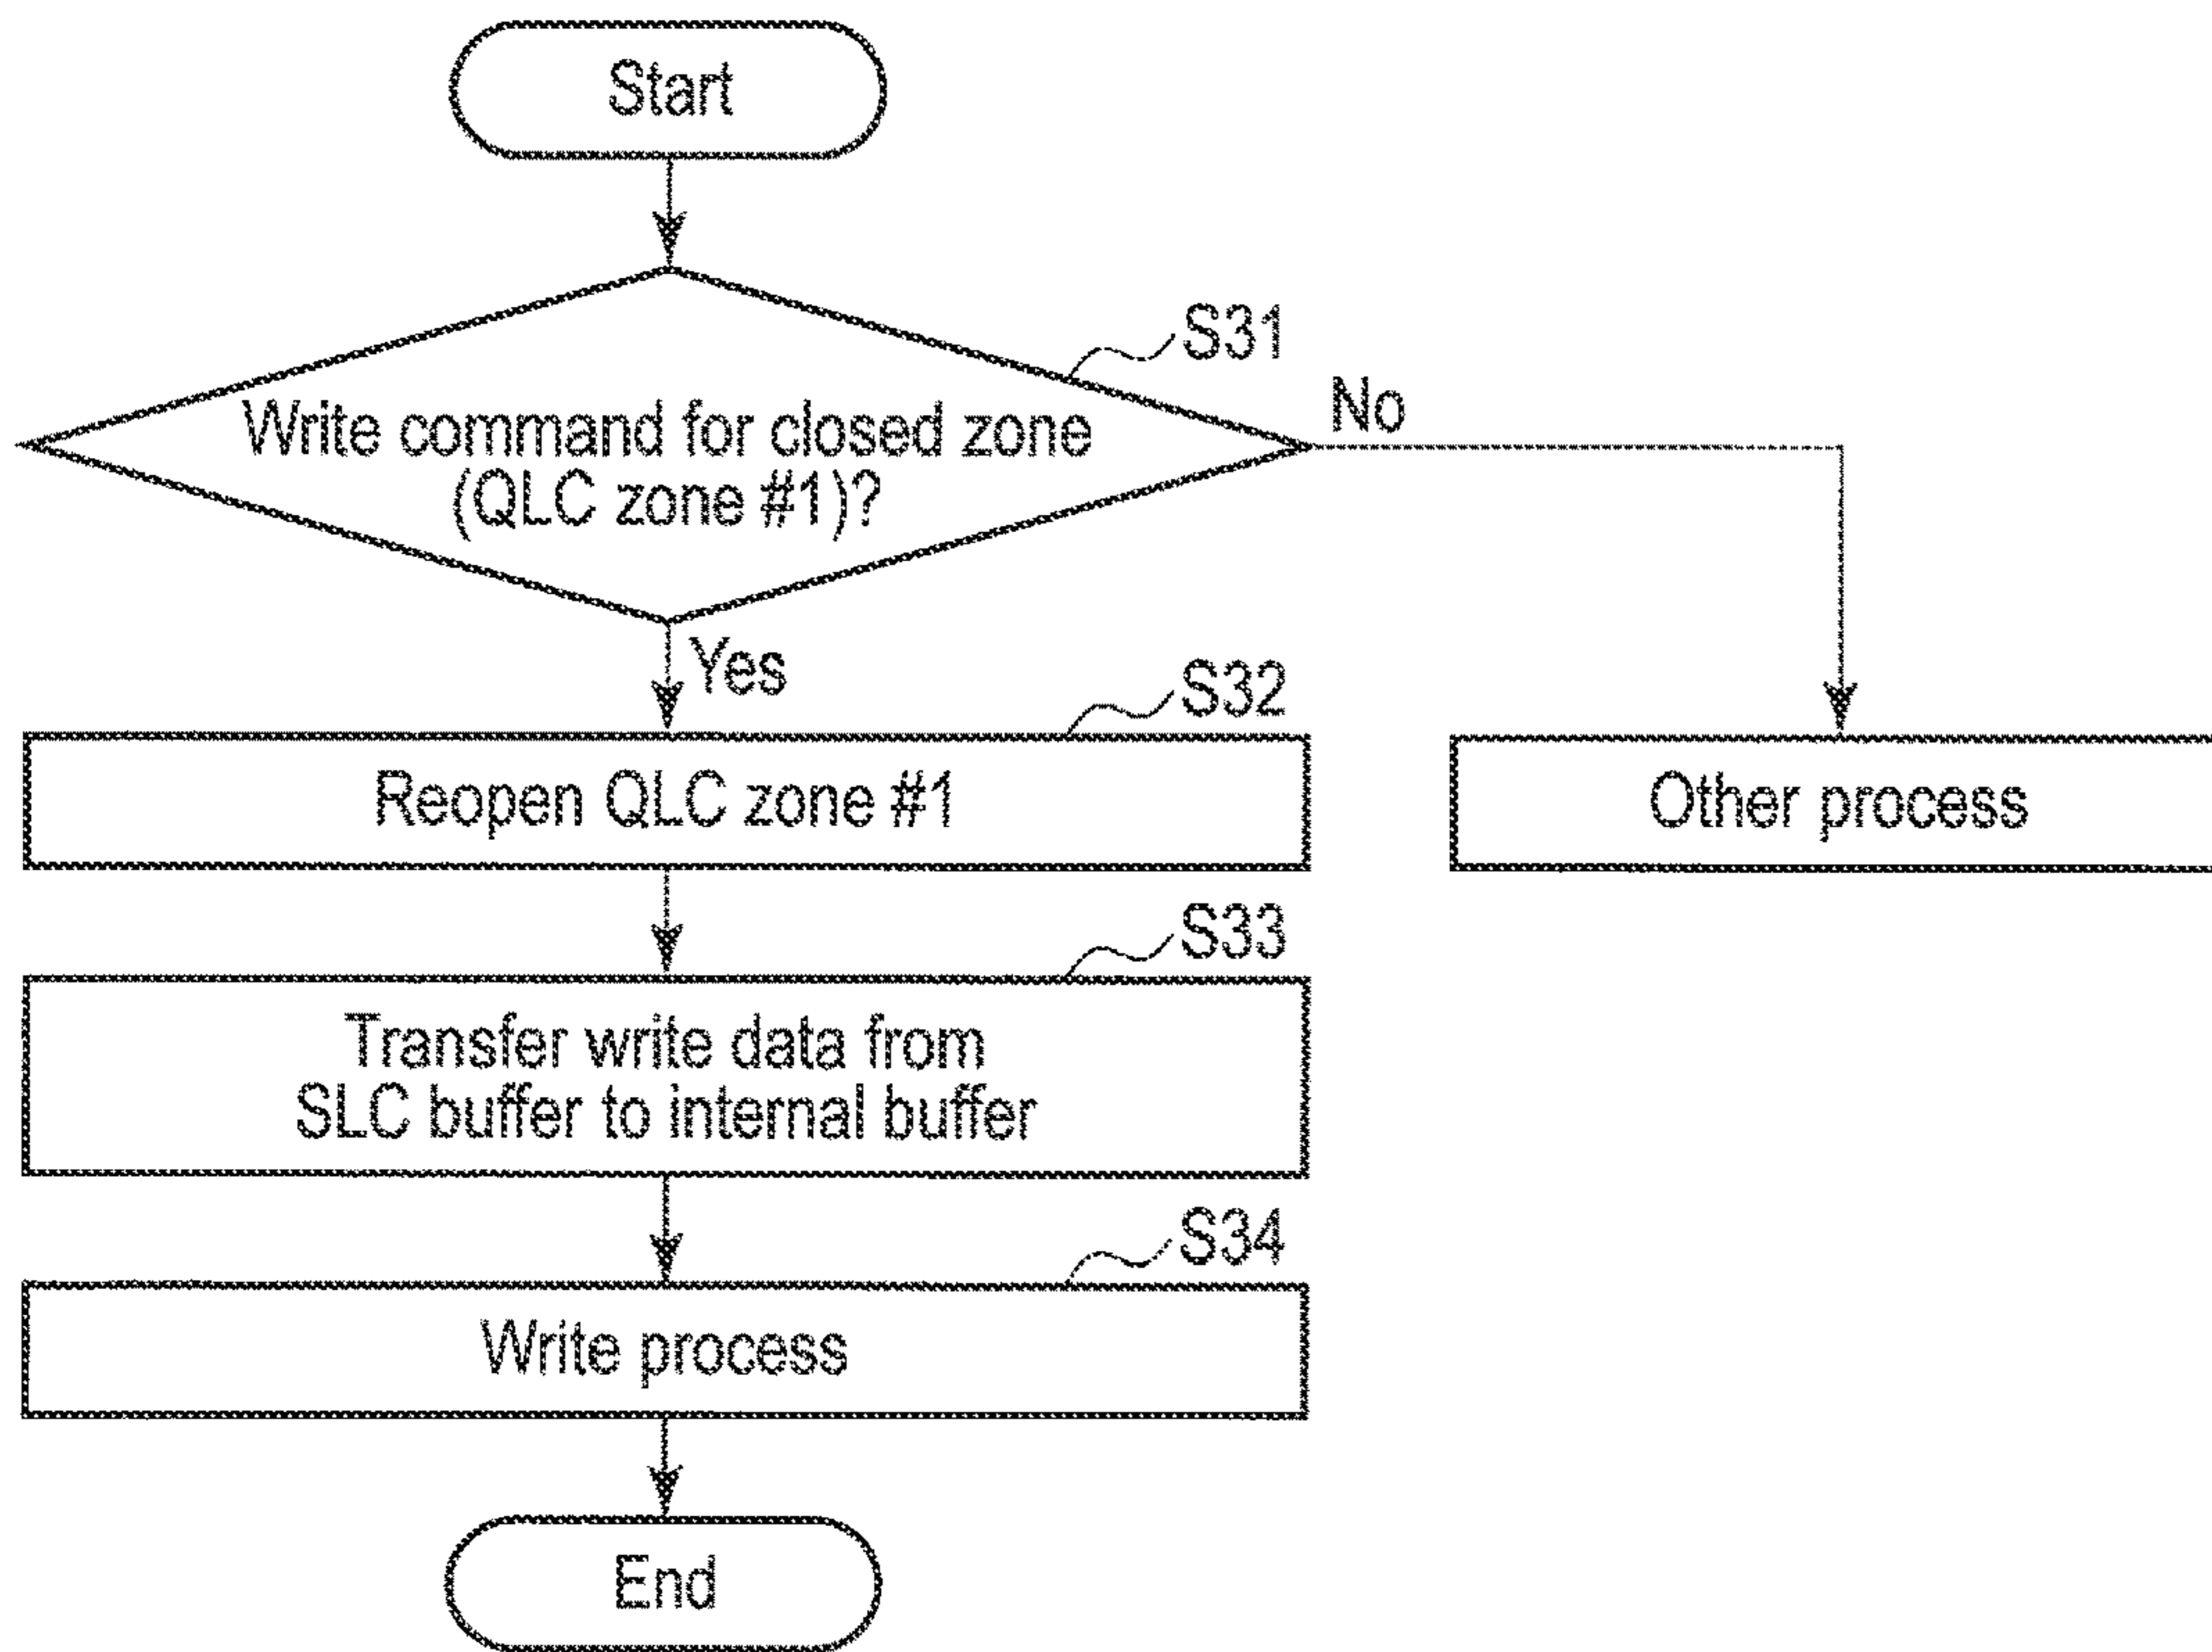 Start
S31
Write command for closed zone
(QLC zone #1)?
No
Yes
S32
Reopen QLC zone #1
Other process
S33
Transfer write data from
SLC buffer to internal buffer
S34
Write process
End